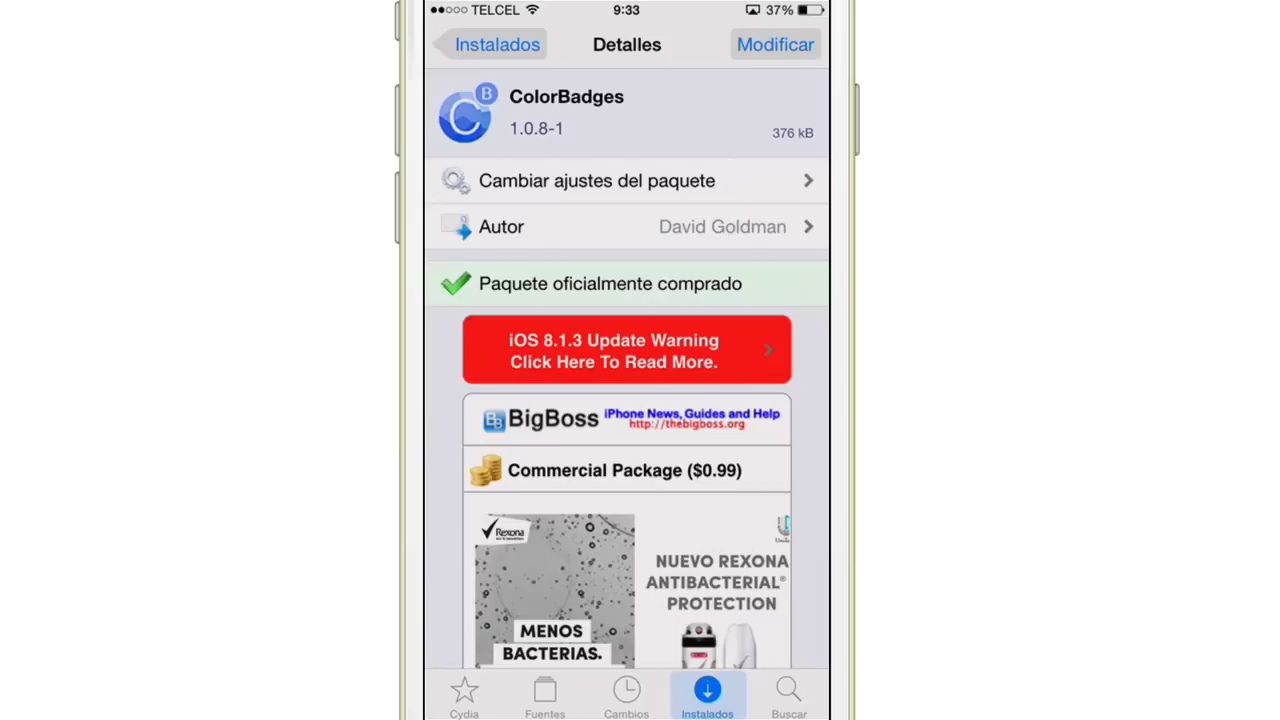 TELCEL 9:33 37%
Instalados Detalles Modificar
B
C
ColorBadges
1.0.8-1
376 kB
Cambiar ajustes del paquete
Autor David Goldman
Paquete oficialmente comprado
iOS 8.1.3 Update Warning
Click Here To Read More.
BB BigBoss iPhone News, Guides and Help
http://thebigboss.org
Commercial Package ($0.99)
Rexona
NUEVO REXONA
ANTIBACTERIAL®
PROTECTION
MENOS
BACTERIAS.
Cydia Fuentes Cambios Instalados Buscar